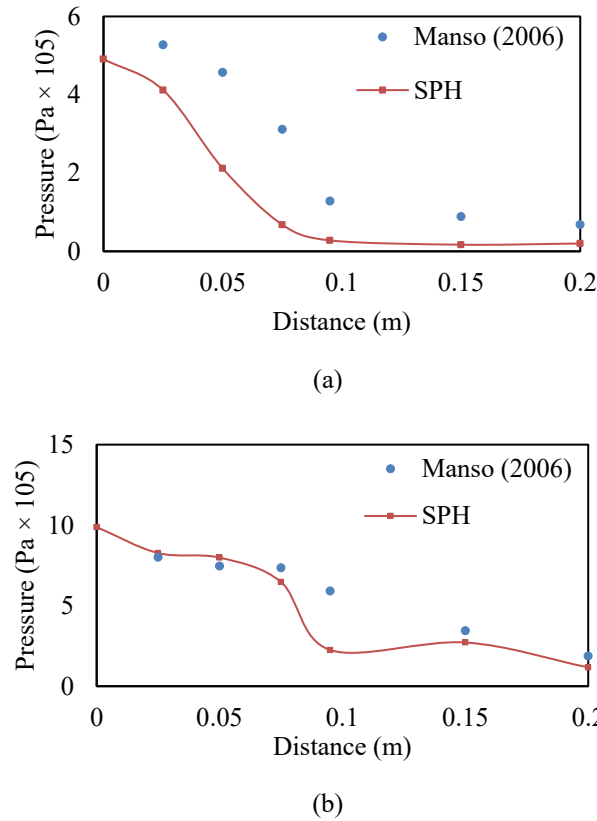 6
4
2
0
Pressure (Pa × 105)
Manso (2006)
SPH
0 0.05 0.1 0.15 0.2
Distance (m)
(a)
15
10
5
0
Pressure (Pa × 105)
Manso (2006)
SPH
0 0.05 0.1 0.15 0.2
Distance (m)
(b)